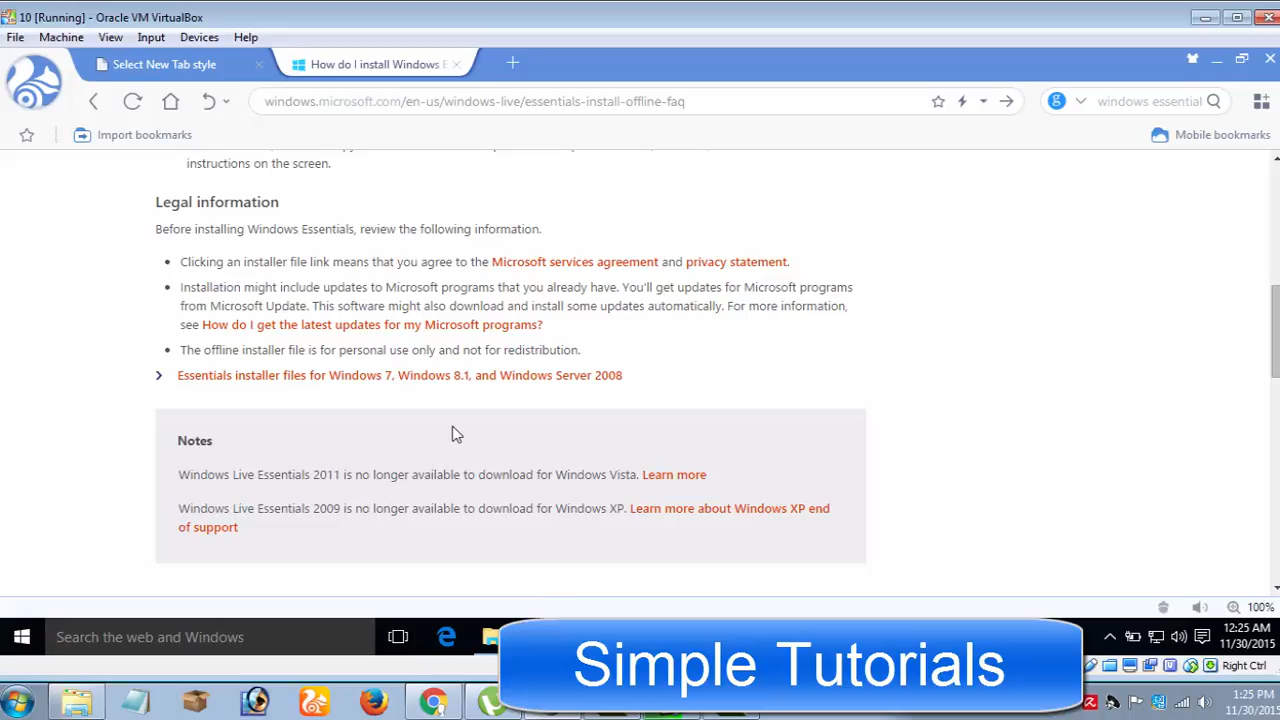 10 [Running] - Oracle VM VirtualBox
File Machine View Input Devices Help
Select New Tab style
How do I install Windows E
windows.microsoft.com/en-us/windows-live/essentials-install-offline-faq
windows essential
Import bookmarks
Mobile bookmarks
instructions on the screen.
Legal information
Before installing Windows Essentials, review the following information.
Clicking an installer file link means that you agree to the Microsoft services agreement and privacy statement.
Installation might include updates to Microsoft programs that you already have. You'll get updates for Microsoft programs
from Microsoft Update. This software might also download and install some updates automatically. For more information,
see How do I get the latest updates for my Microsoft programs?
The offline installer file is for personal use only and not for redistribution.
Essentials installer files for Windows 7, Windows 8.1, and Windows Server 2008
Notes
Windows Live Essentials 2011 is no longer available to download for Windows Vista. Learn more
Windows Live Essentials 2009 is no longer available to download for Windows XP. Learn more about Windows XP end
of support
100%
Search the web and Windows
12:25 AM
11/30/2015
Simple Tutorials
Right Ctrl
1:25 PM
11/30/2015